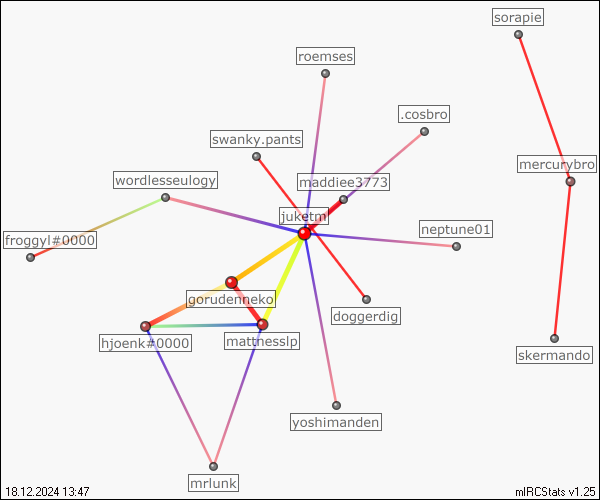 sorapie
roemses
.cosbro
swanky.pants
mercurybro
wordlesseulogy
maddiee3773
juketm
neptune01
froggyl#0000
gorudenneko
doggerdig
hjoenk#0000
mattnesslp
skermando
yoshimanden
mrlunk
18.12.2024 13:47
mIRCStats v1.25